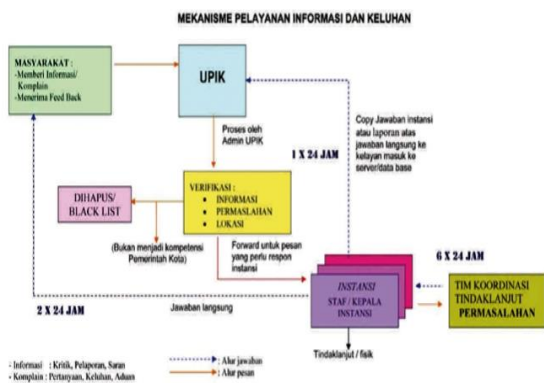 MEKANISME PELAYANAN INFORMASI DAN KELUHAN
MASYARAKAT :
-Memberi Informasi/
Komplain
-Menerima Feed Back
UPIK
Proses oleh
Admin UPIK
1 X 24 JAM
Copy Jawaban instansi
atau laporan atas
jawaban langsung ke
kelayan masuk ke
server/data base
DIHAPUS/
BLACK LIST
VERIFIKASI :
• INFORMASI
• PERMASLAHAN
• LOKASI
(Bukan menjadi kompetensi
Pemerintah Kota)
Forward untuk pesan
yang perlu respon
instansi
2 X 24 JAM
Jawaban langsung
INSTANSI
STAF / KEPALA
INSTANSI
6 X 24 JAM
TIM KOORDINASI
TINDAKLANJUT
PERMASALAHAN
Tindaklanjut / fisik
- Informasi : Kritik, Pelaporan, Saran
- Komplain : Pertanyaan, Keluhan, Aduan
: Alur jawaban
: Alur pesan